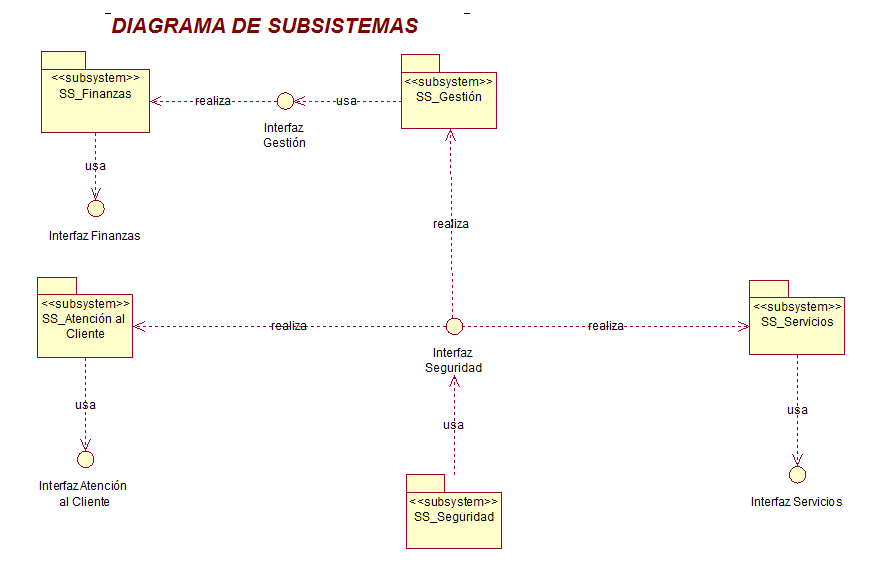 DIAGRAMA DE SUBSISTEMAS
<<subsystem>>
SS_Finanzas
realiza
usa
<<subsystem>>
SS_Gestión
Interfaz
Gestión
usa
Interfaz Finanzas
realiza
<<subsystem>>
SS_Atención al
Cliente
realiza
realiza
<<subsystem>>
SS_Servicios
Interfaz
Seguridad
usa
usa
usa
Interfaz Atención
al Cliente
<<subsystem>>
SS_Seguridad
Interfaz Servicios